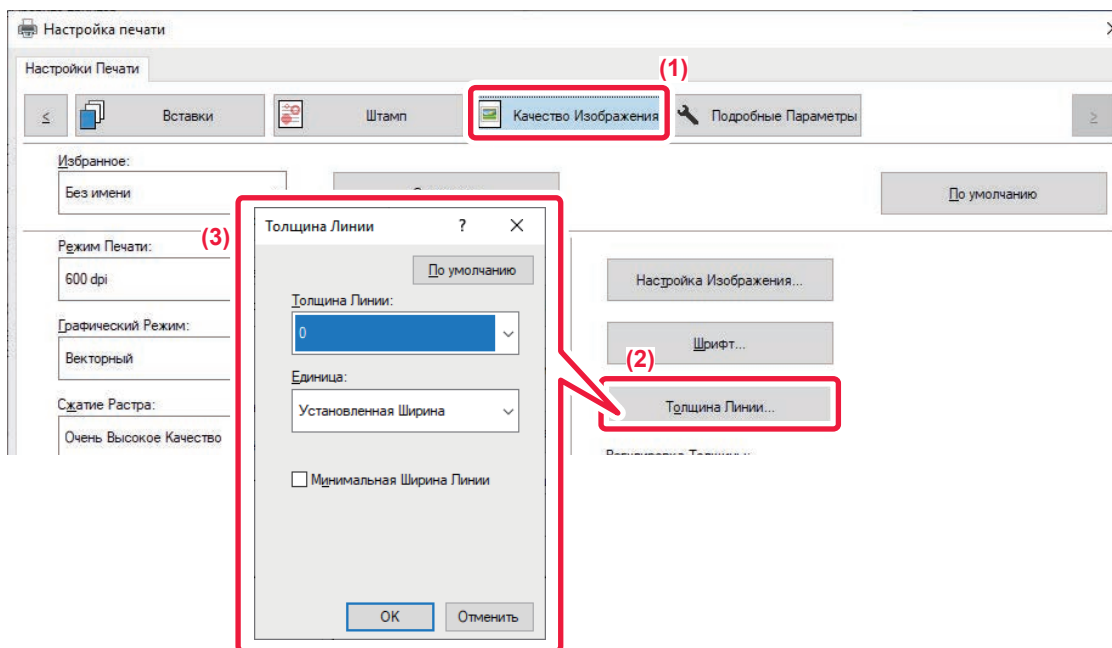 Настройка печати
Настройки Печати
(1)
<
Вставки
Штамп
Качество Изображения
Подробные Параметры
>
Избранное:
Без имени
По умолчанию
Режим Печати:
600 dpi
Графический Режим:
Векторный
Сжатие Растра:
Очень Высокое Качество
(3)
Толщина Линии ?
По умолчанию
Толщина Линии:
0
Единица:
Установленная Ширина
Минимальная Ширина Линии
OK
Отменить
Настройка Изображения...
Шрифт...
(2)
Толщина Линии...